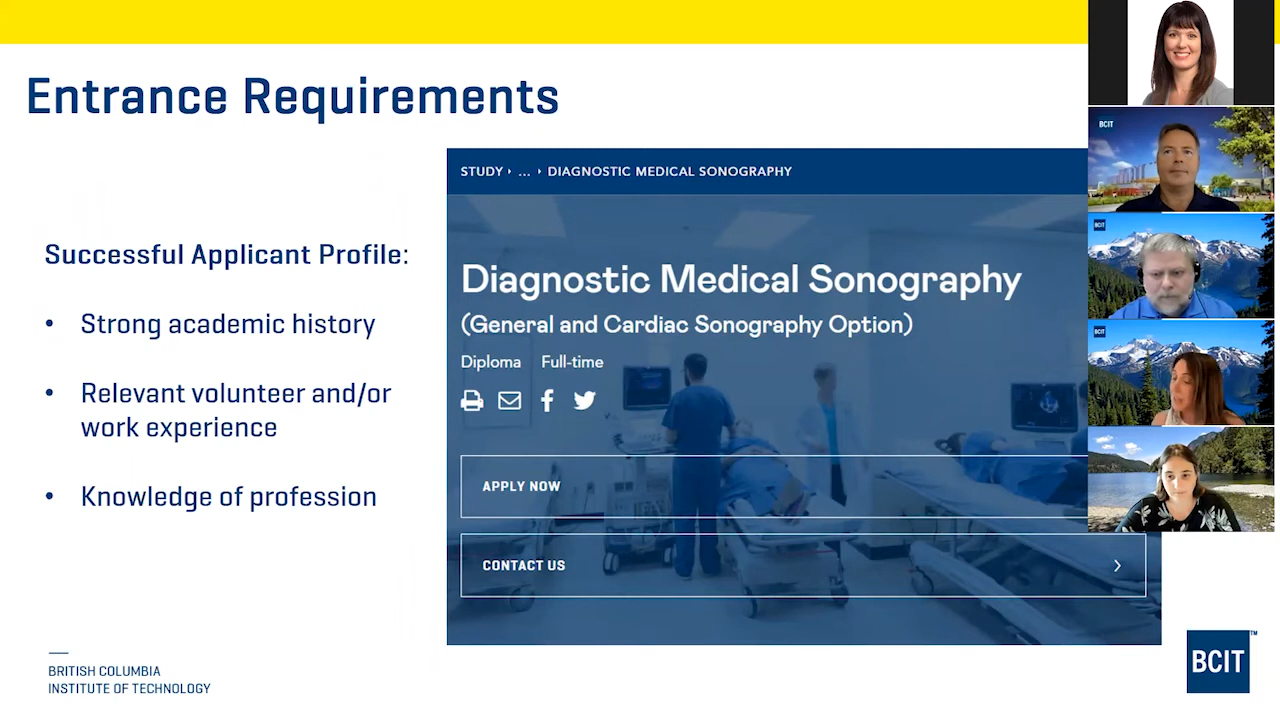 Entrance Requirements
Successful Applicant Profile:
• Strong academic history
• Relevant volunteer and/or
work experience
• Knowledge of profession
STUDY › ... › DIAGNOSTIC MEDICAL SONOGRAPHY
Diagnostic Medical Sonography
(General and Cardiac Sonography Option)
Diploma Full-time
APPLY NOW
CONTACT US
BCIT
BCIT
BCIT
BRITISH COLUMBIA
INSTITUTE OF TECHNOLOGY
BCIT™